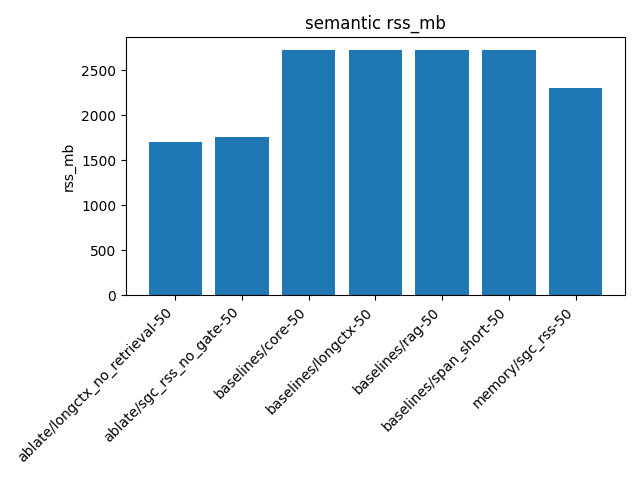 semantic rss_mb
rss_mb
2500
2000
1500
1000
500
0
ablate/longctx_no_retrieval-50
ablate/sgc_rss_no_gate-50
baselines/core-50
baselines/longctx-50
baselines/rag-50
baselines/span_short-50
memory/sgc_rss-50